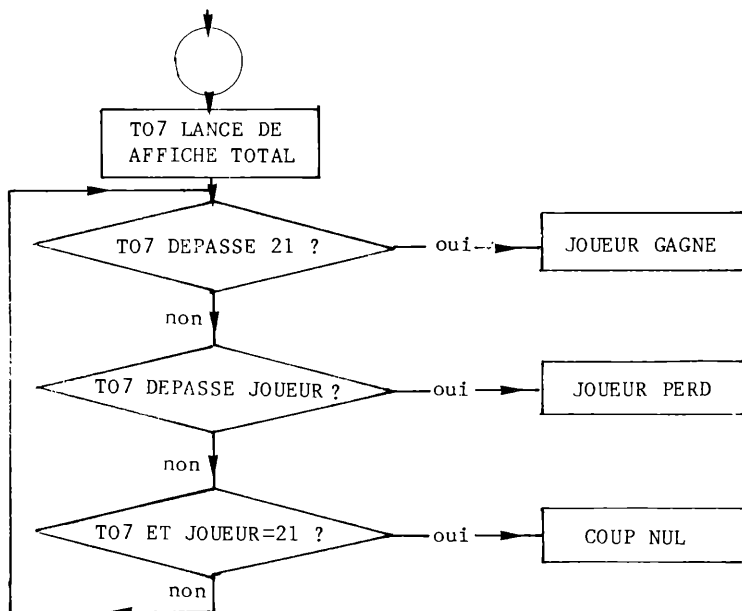 TO7 LANCE DE
AFFICHE TOTAL
TO7 DEPASSE 21 ?
oui
JOUEUR GAGNE
non
TO7 DEPASSE JOUEUR ?
oui
JOUEUR PERD
non
TO7 ET JOUEUR=21 ?
oui
COUP NUL
non